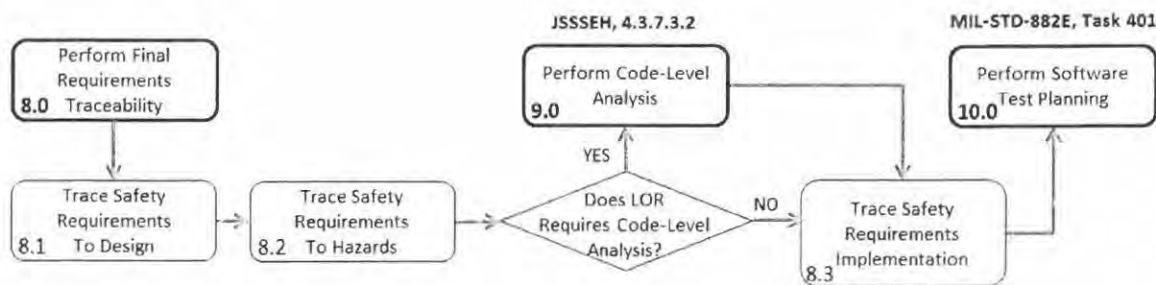 JSSSEH, 4.3.7.3.2
MIL-STD-882E, Task 401
Perform Final
Requirements
Traceability
8.0
Perform Code-Level
Analysis
9.0
Perform Software
Test Planning
10.0
YES
Trace Safety
Requirements
To Design
8.1
Trace Safety
Requirements
To Hazards
8.2
Does LOR
Requires Code-Level
Analysis?
NO
Trace Safety
Requirements
Implementation
8.3